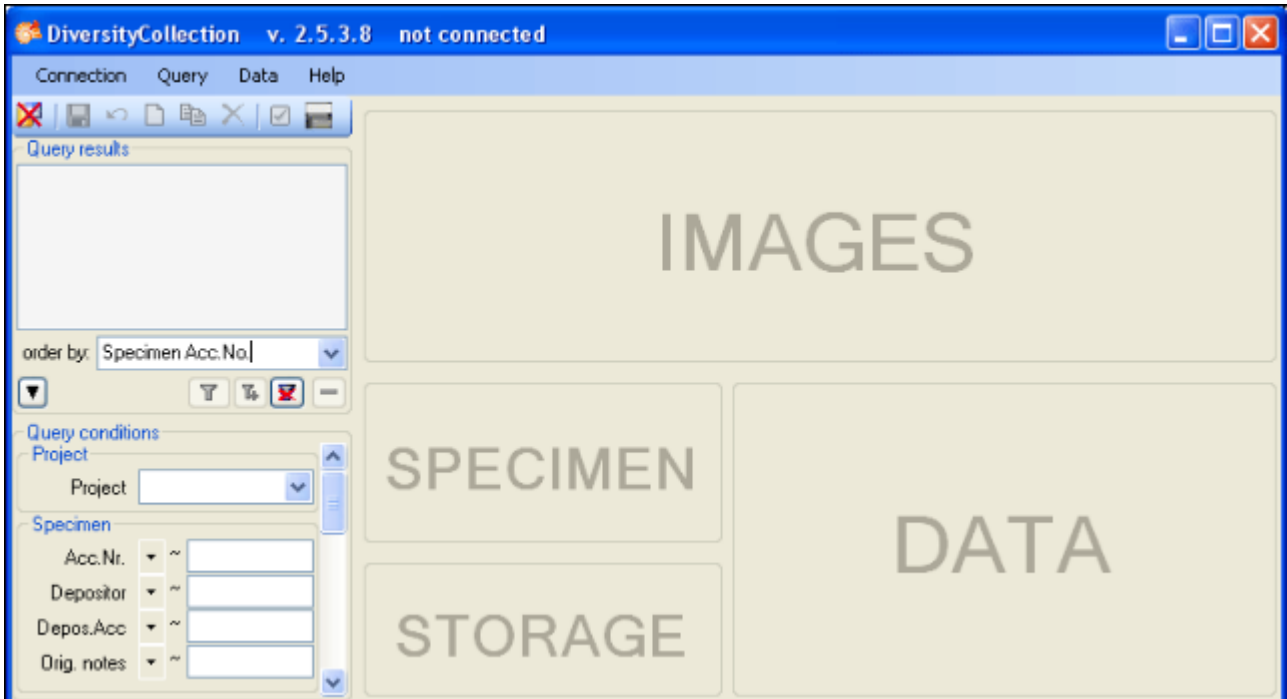 DiversityCollection v. 2.5.3.8 not connected
Connection Query Data Help
Query results
order by: Specimen Acc.No.
Query conditions
Project
Project
Specimen
Acc.Nr. ~
Depositor ~
Depos.Acc ~
Orig. notes ~
IMAGES
SPECIMEN
STORAGE
DATA